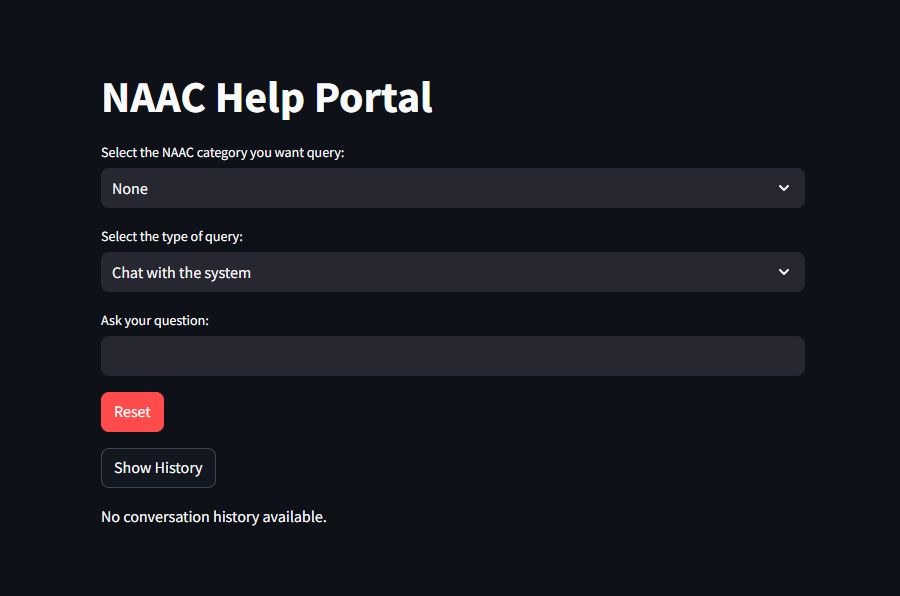 NAAC Help Portal
Select the NAAC category you want query:
None
Select the type of query:
Chat with the system
Ask your question:
Reset
Show History
No conversation history available.